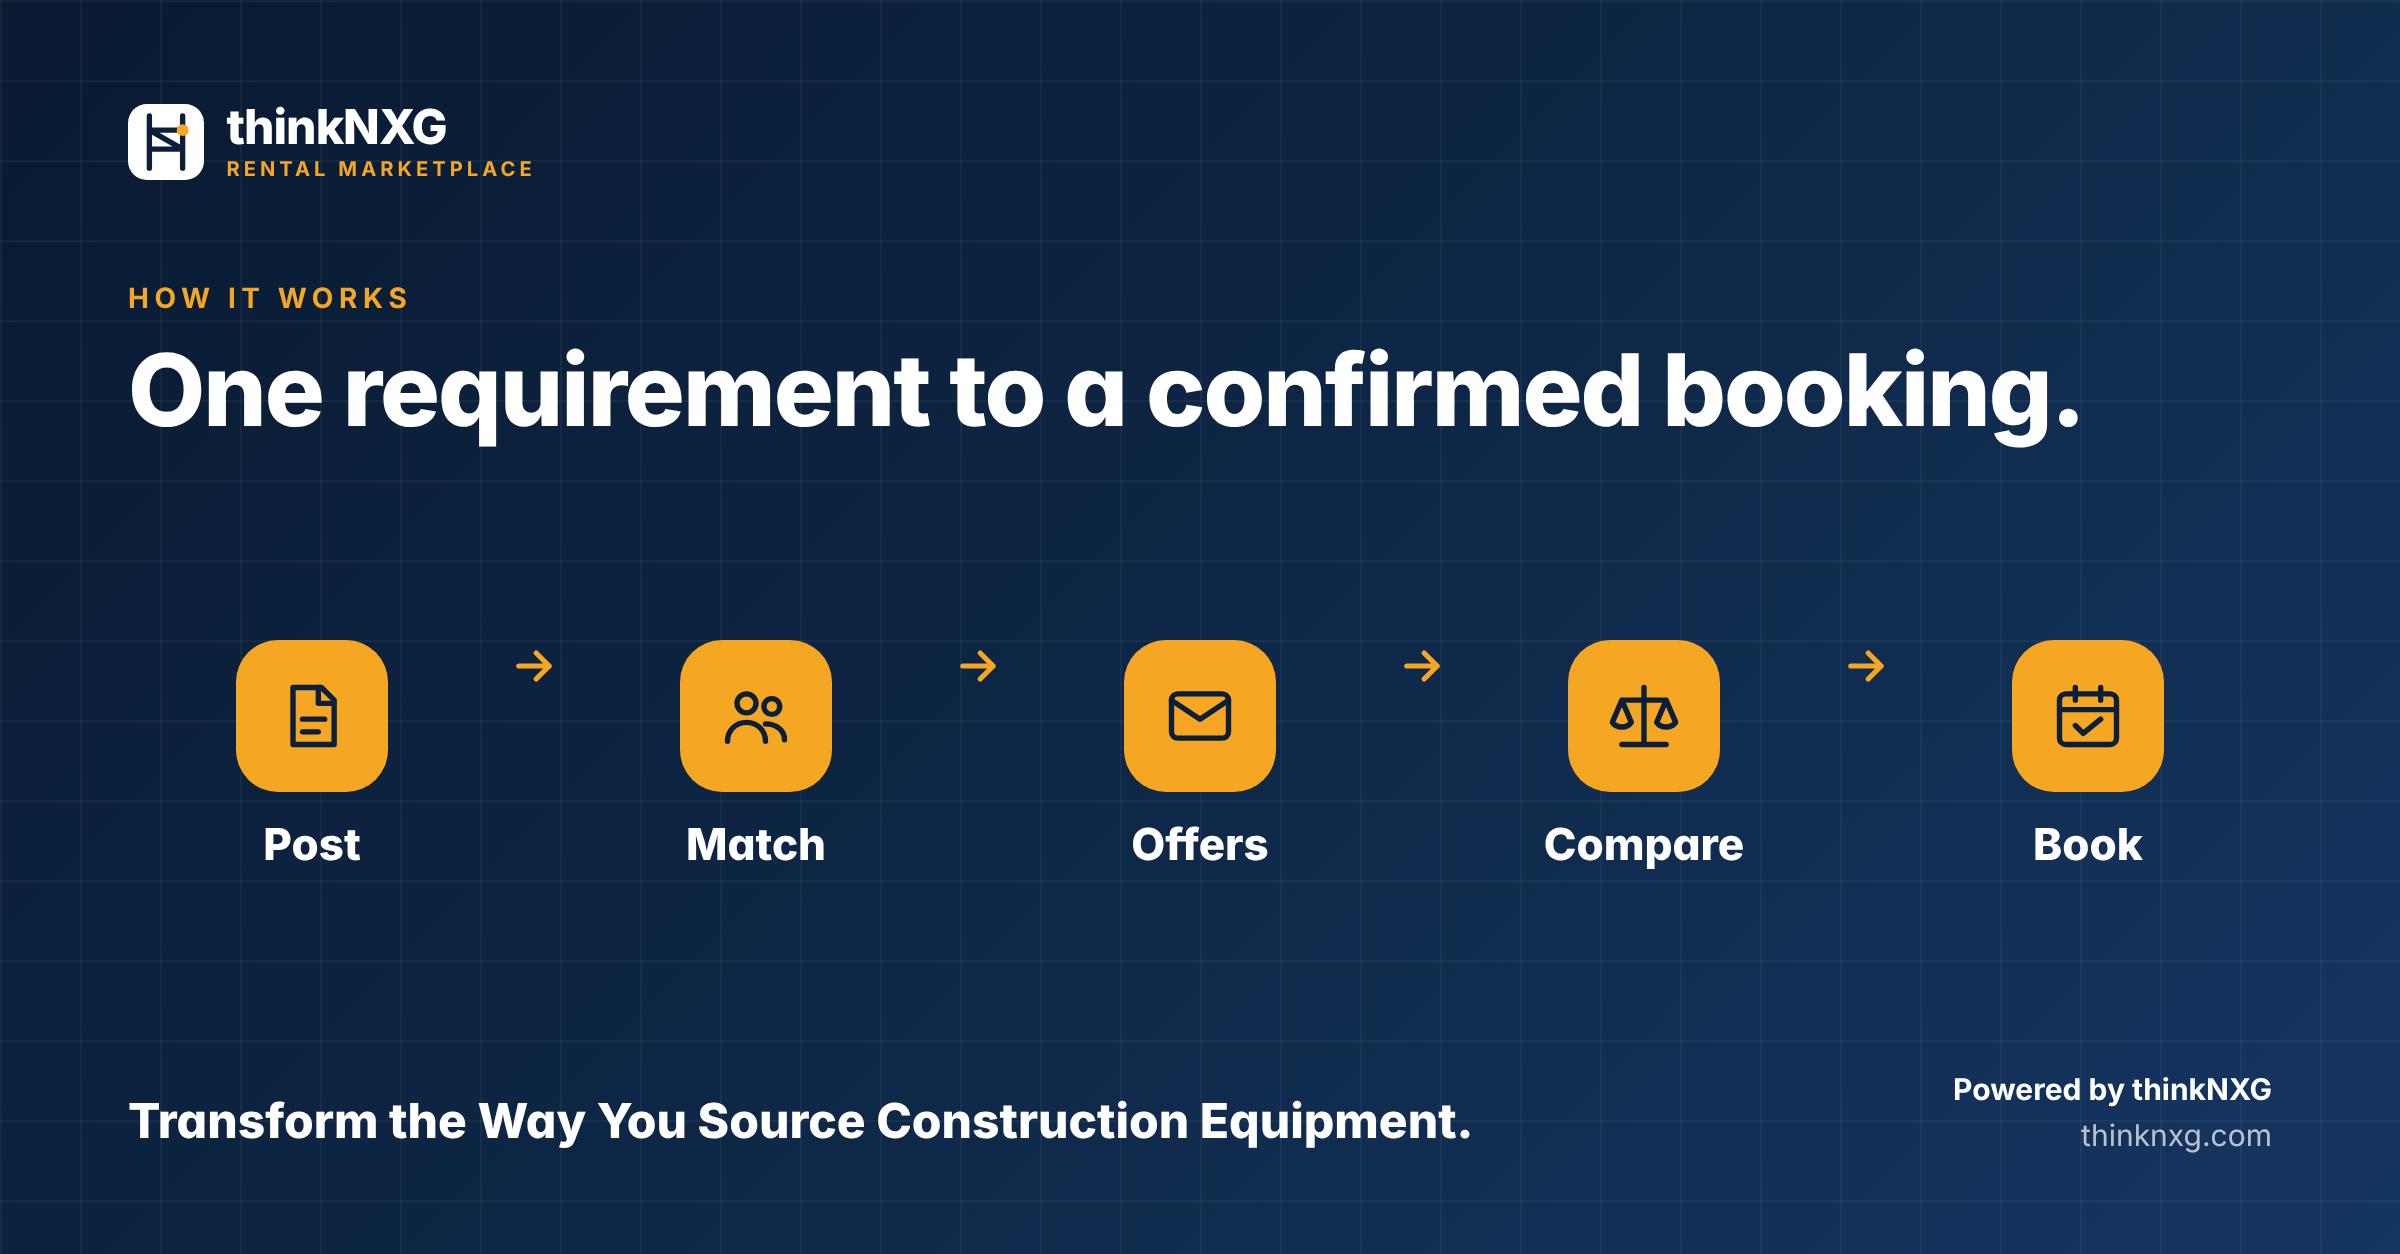 thinkNXG
RENTAL MARKETPLACE
HOW IT WORKS
One requirement to a confirmed booking.
Post
Match
Offers
Compare
Book
Transform the Way You Source Construction Equipment.
Powered by thinkNXG
thinknxg.com